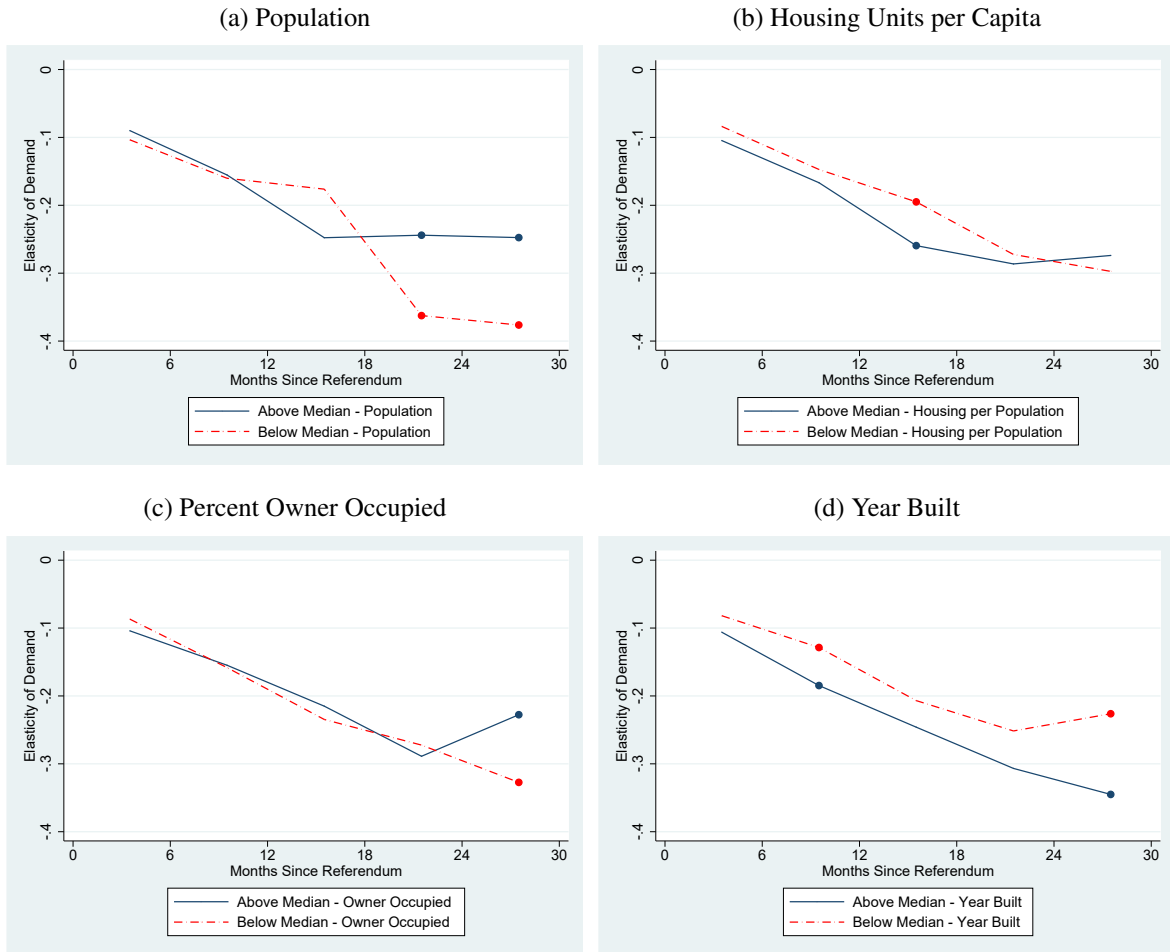 (a) Population
0
-.1
-.2
-.3
-.4
Elasticity of Demand
0 6 12 18 24 30
Months Since Referendum
Above Median - Population
Below Median - Population
(b) Housing Units per Capita
0
-.1
-.2
-.3
-.4
Elasticity of Demand
0 6 12 18 24 30
Months Since Referendum
Above Median - Housing per Population
Below Median - Housing per Population
(c) Percent Owner Occupied
0
-.1
-.2
-.3
-.4
Elasticity of Demand
0 6 12 18 24 30
Months Since Referendum
Above Median - Owner Occupied
Below Median - Owner Occupied
(d) Year Built
0
-.1
-.2
-.3
-.4
Elasticity of Demand
0 6 12 18 24 30
Months Since Referendum
Above Median - Year Built
Below Median - Year Built